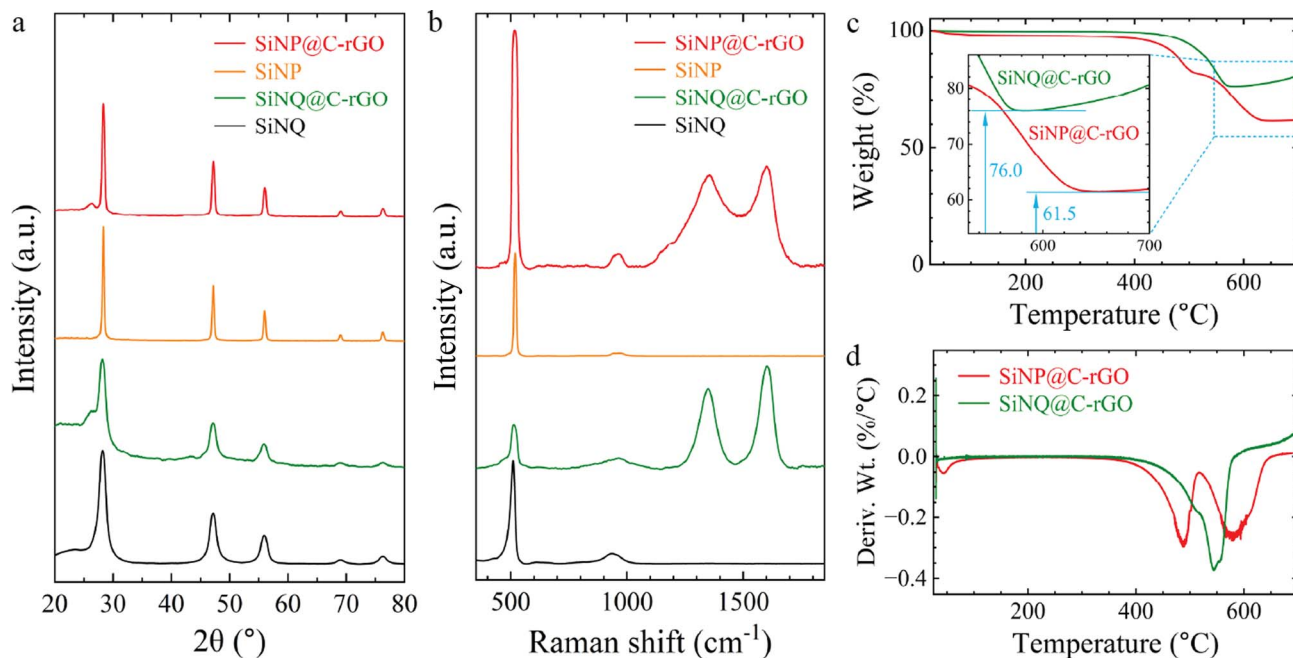 a
SiNP@C-rGO
SiNP
SiNQ@C-rGO
SiNQ
Intensity (a.u.)
20 30 40 50 60 70 80
2θ (°)
b
SiNP@C-rGO
SiNP
SiNQ@C-rGO
SiNQ
Intensity (a.u.)
500 1000 1500
Raman shift (cm⁻¹)
c
100
50
0
Weight (%)
80
70
60
SiNQ@C-rGO
SiNP@C-rGO
76.0
61.5
600 700
200 400 600
Temperature (°C)
d
SiNP@C-rGO
SiNQ@C-rGO
0.2
0.0
−0.2
−0.4
Deriv. Wt. (%/°C)
200 400 600
Temperature (°C)